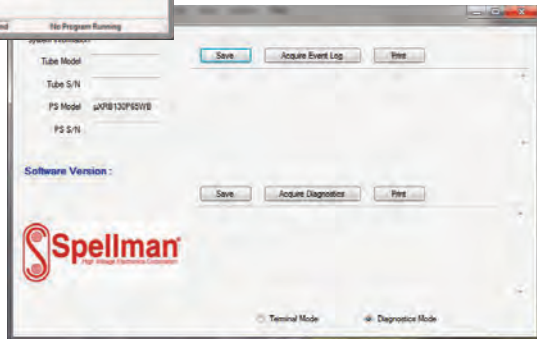 No Program Running
System Information
Save Acquire Event Log Print
Tube Model
Tube S/N
PS Model µXRB130P65WB
PS S/N
Software Version :
Save Acquire Diagnostics Print
Spellman
High Voltage Electronics Corporation
Terminal Mode Diagnostics Mode